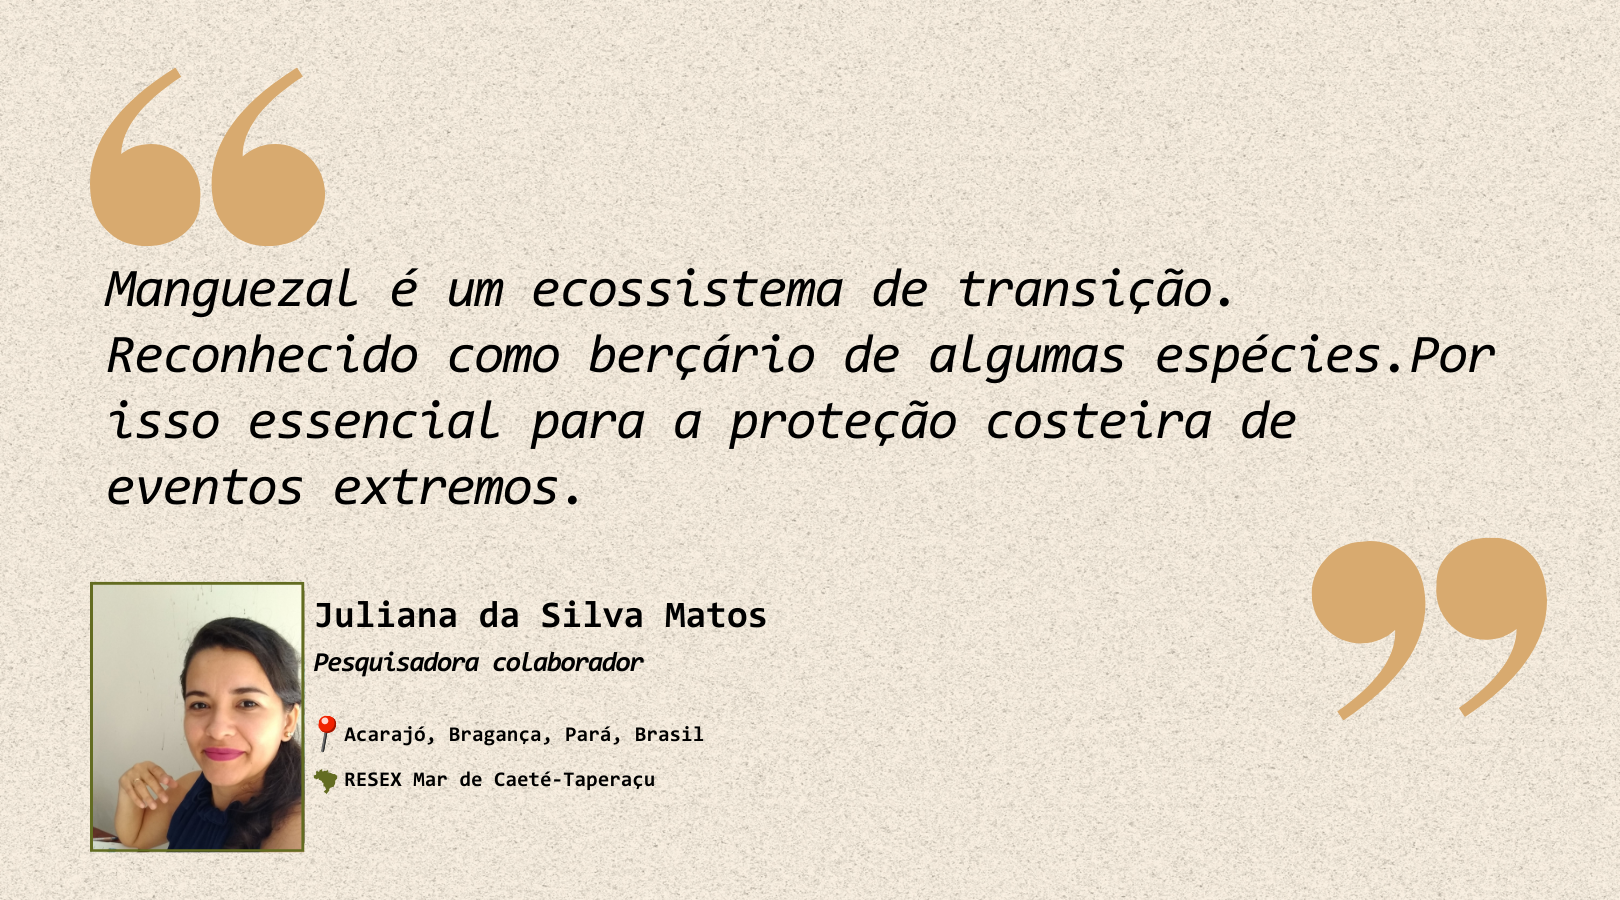 Manguezal é um ecossistema de transição.
Reconhecido como berçário de algumas espécies.Por
isso essencial para a proteção costeira de
eventos extremos.
Juliana da Silva Matos
Pesquisadora colaborador
Acarajó, Bragança, Pará, Brasil
RESEX Mar de Caeté-Taperaçu